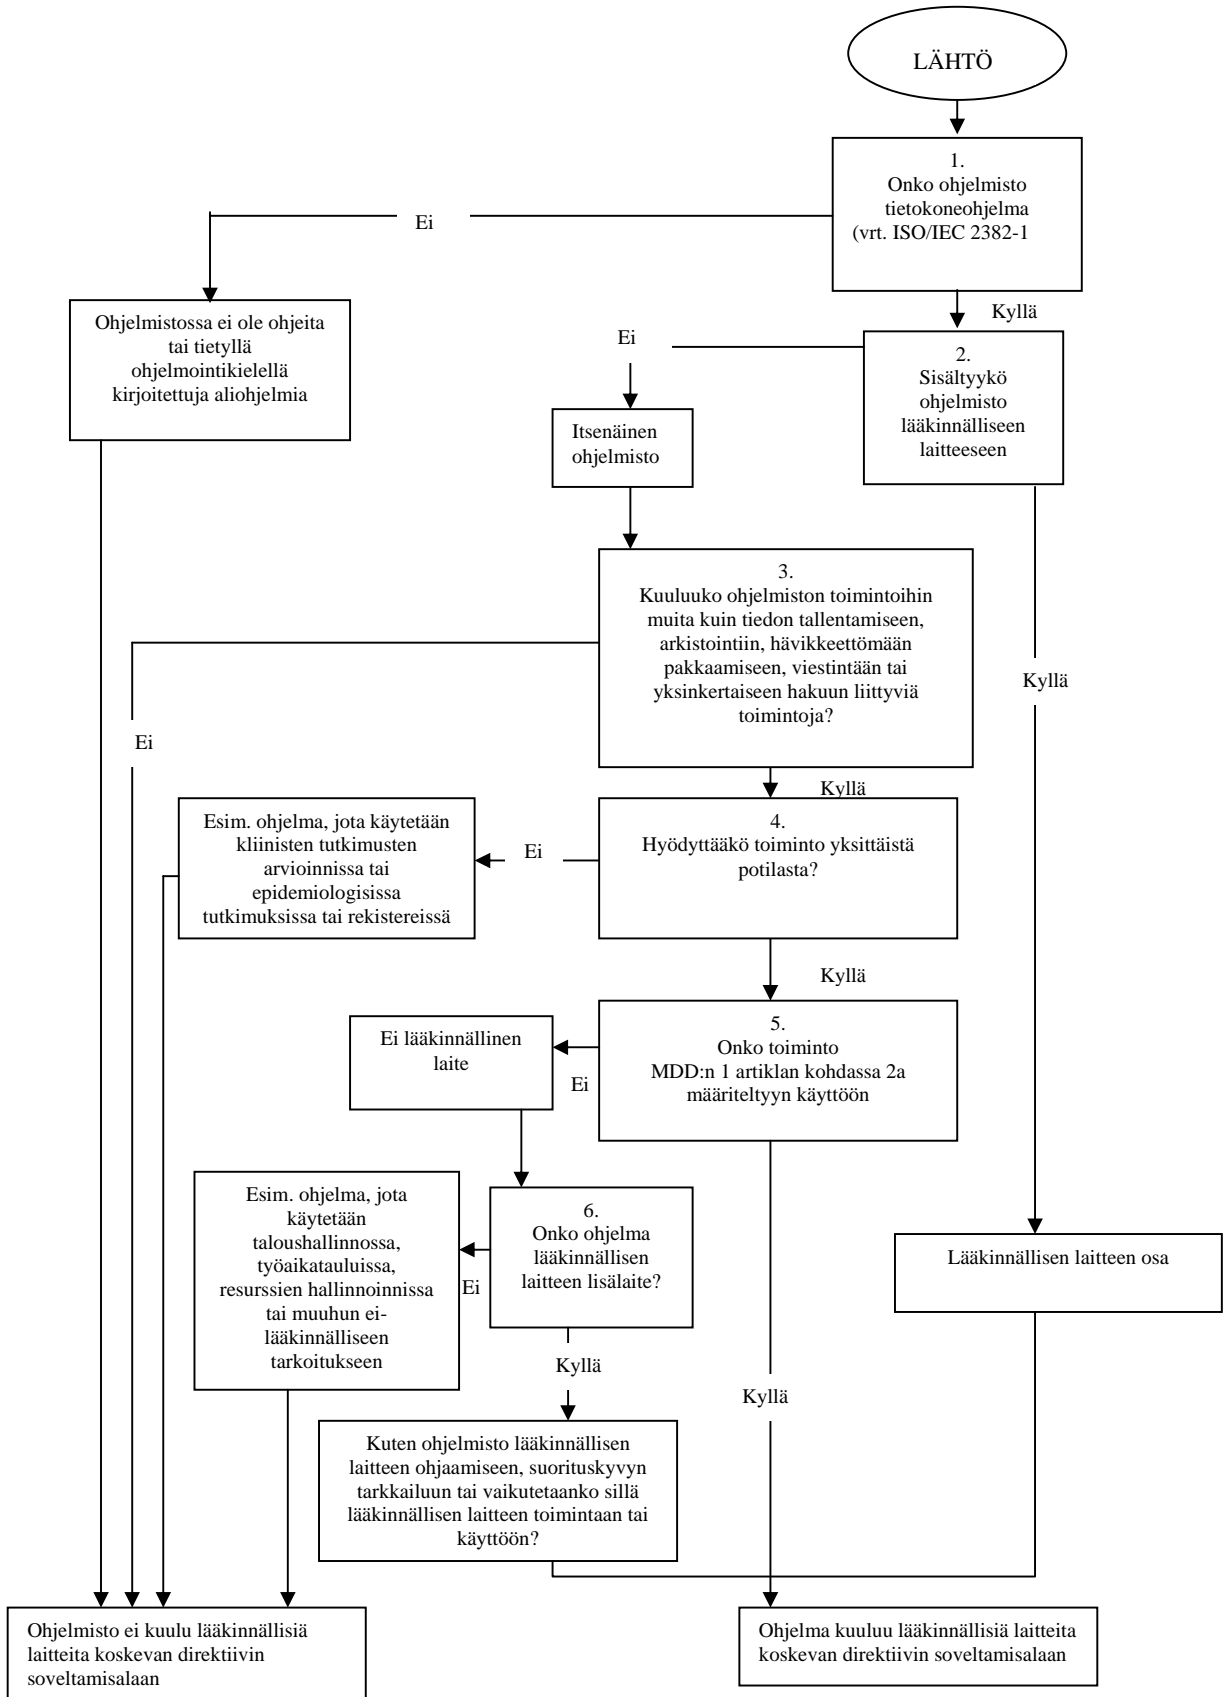 LÄHTÖ
1.
Onko ohjelmisto
tietokoneohjelma
(vrt. ISO/IEC 2382-1
Ei
Kyllä
Ohjelmistossa ei ole ohjeita
tai tietyllä
ohjelmointikielellä
kirjoitettuja aliohjelmia
Ei
2.
Sisältyykö
ohjelmisto
lääkinnälliseen
laitteeseen
Itsenäinen
ohjelmisto
3.
Kuuluuko ohjelmiston toimintoihin
muita kuin tiedon tallentamiseen,
arkistointiin, hävikkeettömään
pakkaamiseen, viestintään tai
yksinkertaiseen hakuun liittyviä
toimintoja?
Kyllä
Ei
Kyllä
Esim. ohjelma, jota käytetään
kliinisten tutkimusten
arvioinnissa tai
epidemiologisissa
tutkimuksissa tai rekistereissä
Ei
4.
Hyödyttääkö toiminto yksittäistä
potilasta?
Kyllä
Ei lääkinnällinen
laite
Ei
5.
Onko toiminto
MDD:n 1 artiklan kohdassa 2a
määriteltyyn käyttöön
Esim. ohjelma, jota
käytetään
taloushallinnossa,
työaikatauluissa,
resurssien hallinnoinnissa
tai muuhun ei-
lääkinnälliseen
tarkoitukseen
Ei
6.
Onko ohjelma
lääkinnällisen
laitteen lisälaite?
Lääkinnällisen laitteen osa
Kyllä
Kyllä
Kuten ohjelmisto lääkinnällisen
laitteen ohjaamiseen, suorituskyvyn
tarkkailuun tai vaikutetaanko sillä
lääkinnällisen laitteen toimintaan tai
käyttöön?
Ohjelmisto ei kuulu lääkinnällisiä
laitteita koskevan direktiivin
soveltamisalaan
Ohjelma kuuluu lääkinnällisiä laitteita
koskevan direktiivin soveltamisalaan